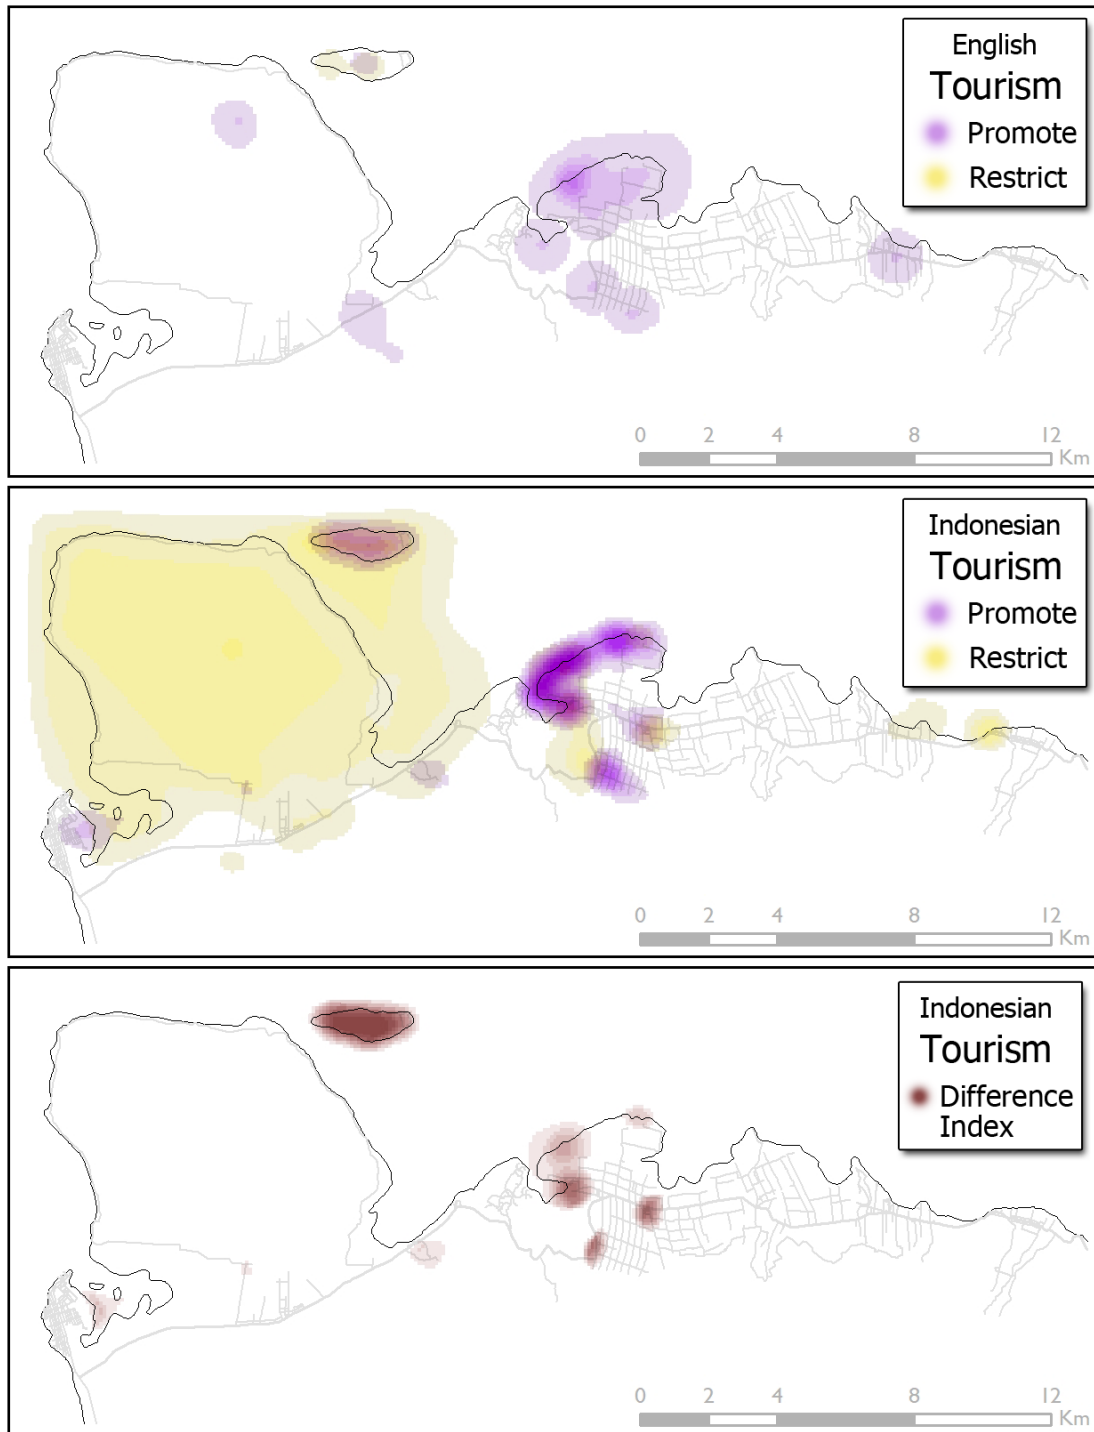 English
Tourism
Promote
Restrict
0 2 4 8 12
Km
Indonesian
Tourism
Promote
Restrict
0 2 4 8 12
Km
Indonesian
Tourism
Difference
Index
0 2 4 8 12
Km